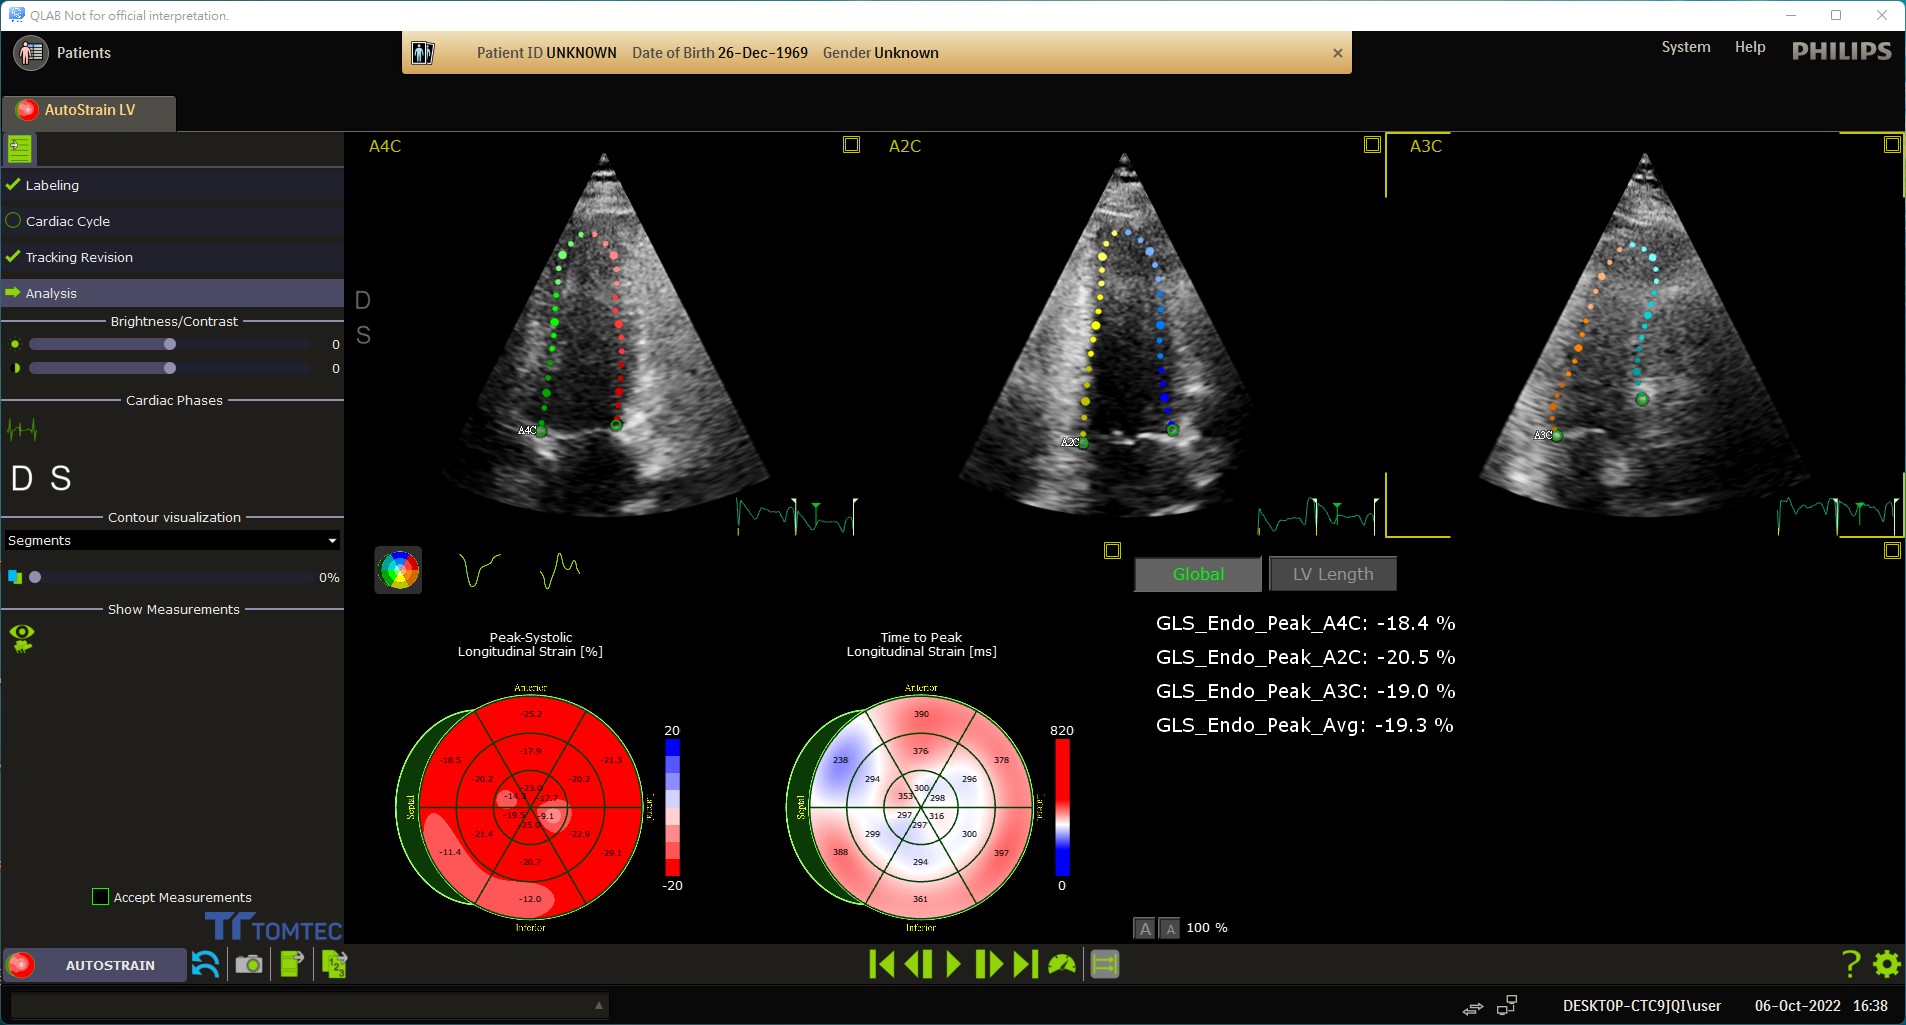 QLAB Not for official interpretation.
Patients
Patient ID UNKNOWN Date of Birth 26-Dec-1969 Gender Unknown
System Help PHILIPS
AutoStrain LV
Labeling
Cardiac Cycle
Tracking Revision
Analysis
Brightness/Contrast
0
0
Cardiac Phases
D S
Contour visualization
Segments
0%
Show Measurements
Accept Measurements
TOMTEC
A4C
A2C
A3C
D
S
A4C
A2C
A3C
Peak-Systolic
Longitudinal Strain [%]
Anterior
-25.2
-18.5
-17.9
-21.3
-20.2
-20.2
-23.0
-14.3
-17.7
-19.5
-9.1
-25.0
-21.4
-22.9
-11.4
-20.7
-29.1
-12.0
Septal
Inferior
20
-20
Time to Peak
Longitudinal Strain [ms]
Anterior
390
238
376
378
294
296
300
353
298
297
316
297
299
300
388
294
397
361
Septal
Inferior
820
0
Global LV Length
GLS_Endo_Peak_A4C: -18.4 %
GLS_Endo_Peak_A2C: -20.5 %
GLS_Endo_Peak_A3C: -19.0 %
GLS_Endo_Peak_Avg: -19.3 %
A A 100 %
AUTOSTRAIN
1 2 3
?
DESKTOP-CTC9JQI\user 06-Oct-2022 16:38